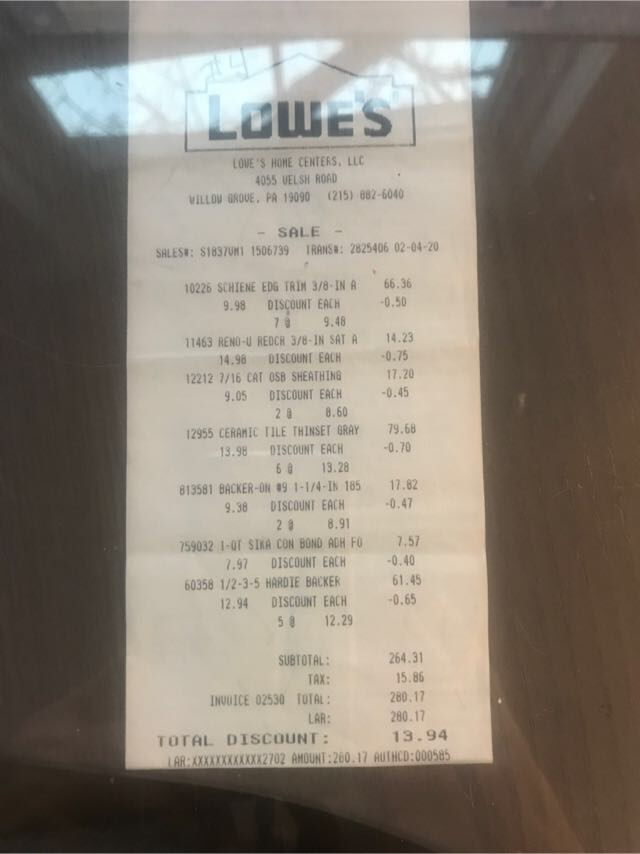 LOWE'S
LOWE'S HOME CENTERS, LLC
4055 WELSH ROAD
WILLOW GROVE, PA 19090 (215) 882-6040
- SALE -
SALES#: S1837VM1 1506739 TRANS#: 2825406 02-04-20
10226 SCHIENE EDG TRIM 3/8-IN A 66.36
9.98 DISCOUNT EACH -0.50
7 @ 9.48
11463 RENO-U REDCR 3/8-IN SAT A 14.23
14.98 DISCOUNT EACH -0.75
12212 7/16 CAT OSB SHEATHING 17.20
9.05 DISCOUNT EACH -0.45
2 @ 8.60
12955 CERAMIC TILE THINSET GRAY 79.68
13.98 DISCOUNT EACH -0.70
6 @ 13.28
813581 BACKER-ON #9 1-1/4-IN 185 17.82
9.38 DISCOUNT EACH -0.47
2 @ 8.91
759032 1-QT SIKA CON BOND ADH FO 7.57
7.97 DISCOUNT EACH -0.40
60358 1/2-3-5 HARDIE BACKER 61.45
12.94 DISCOUNT EACH -0.65
5 @ 12.29
SUBTOTAL: 264.31
TAX: 15.86
INVOICE 02530 TOTAL: 280.17
LAR: 280.17
TOTAL DISCOUNT: 13.94
LAR:XXXXXXXXXXXX2702 AMOUNT:280.17 AUTHCD:000585